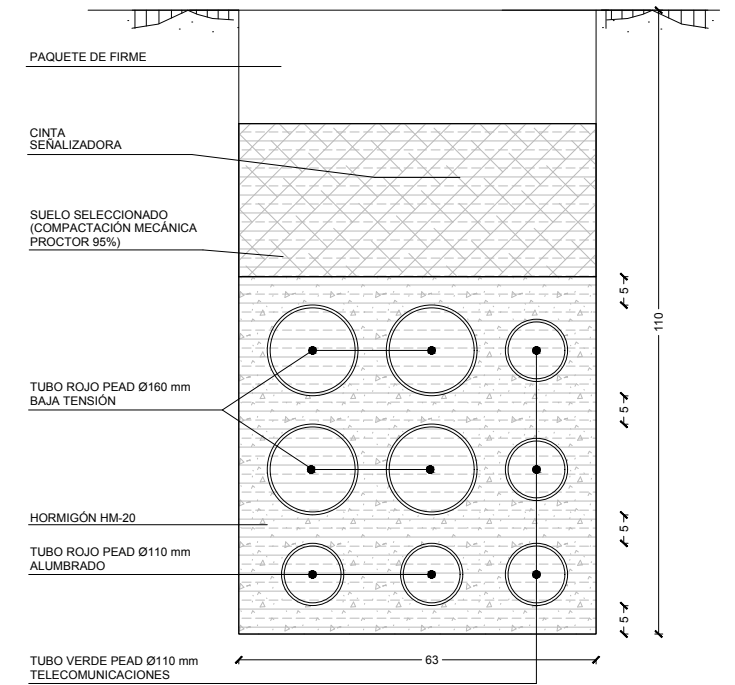 PAQUETE DE FIRME
CINTA
SEÑALIZADORA
SUELO SELECCIONADO
(COMPACTACIÓN MECÁNICA
PROCTOR 95%)
5
110
TUBO ROJO PEAD Ø160 mm
BAJA TENSIÓN
5
HORMIGÓN HM-20
5
TUBO ROJO PEAD Ø110 mm
ALUMBRADO
5
TUBO VERDE PEAD Ø110 mm
TELECOMUNICACIONES
63